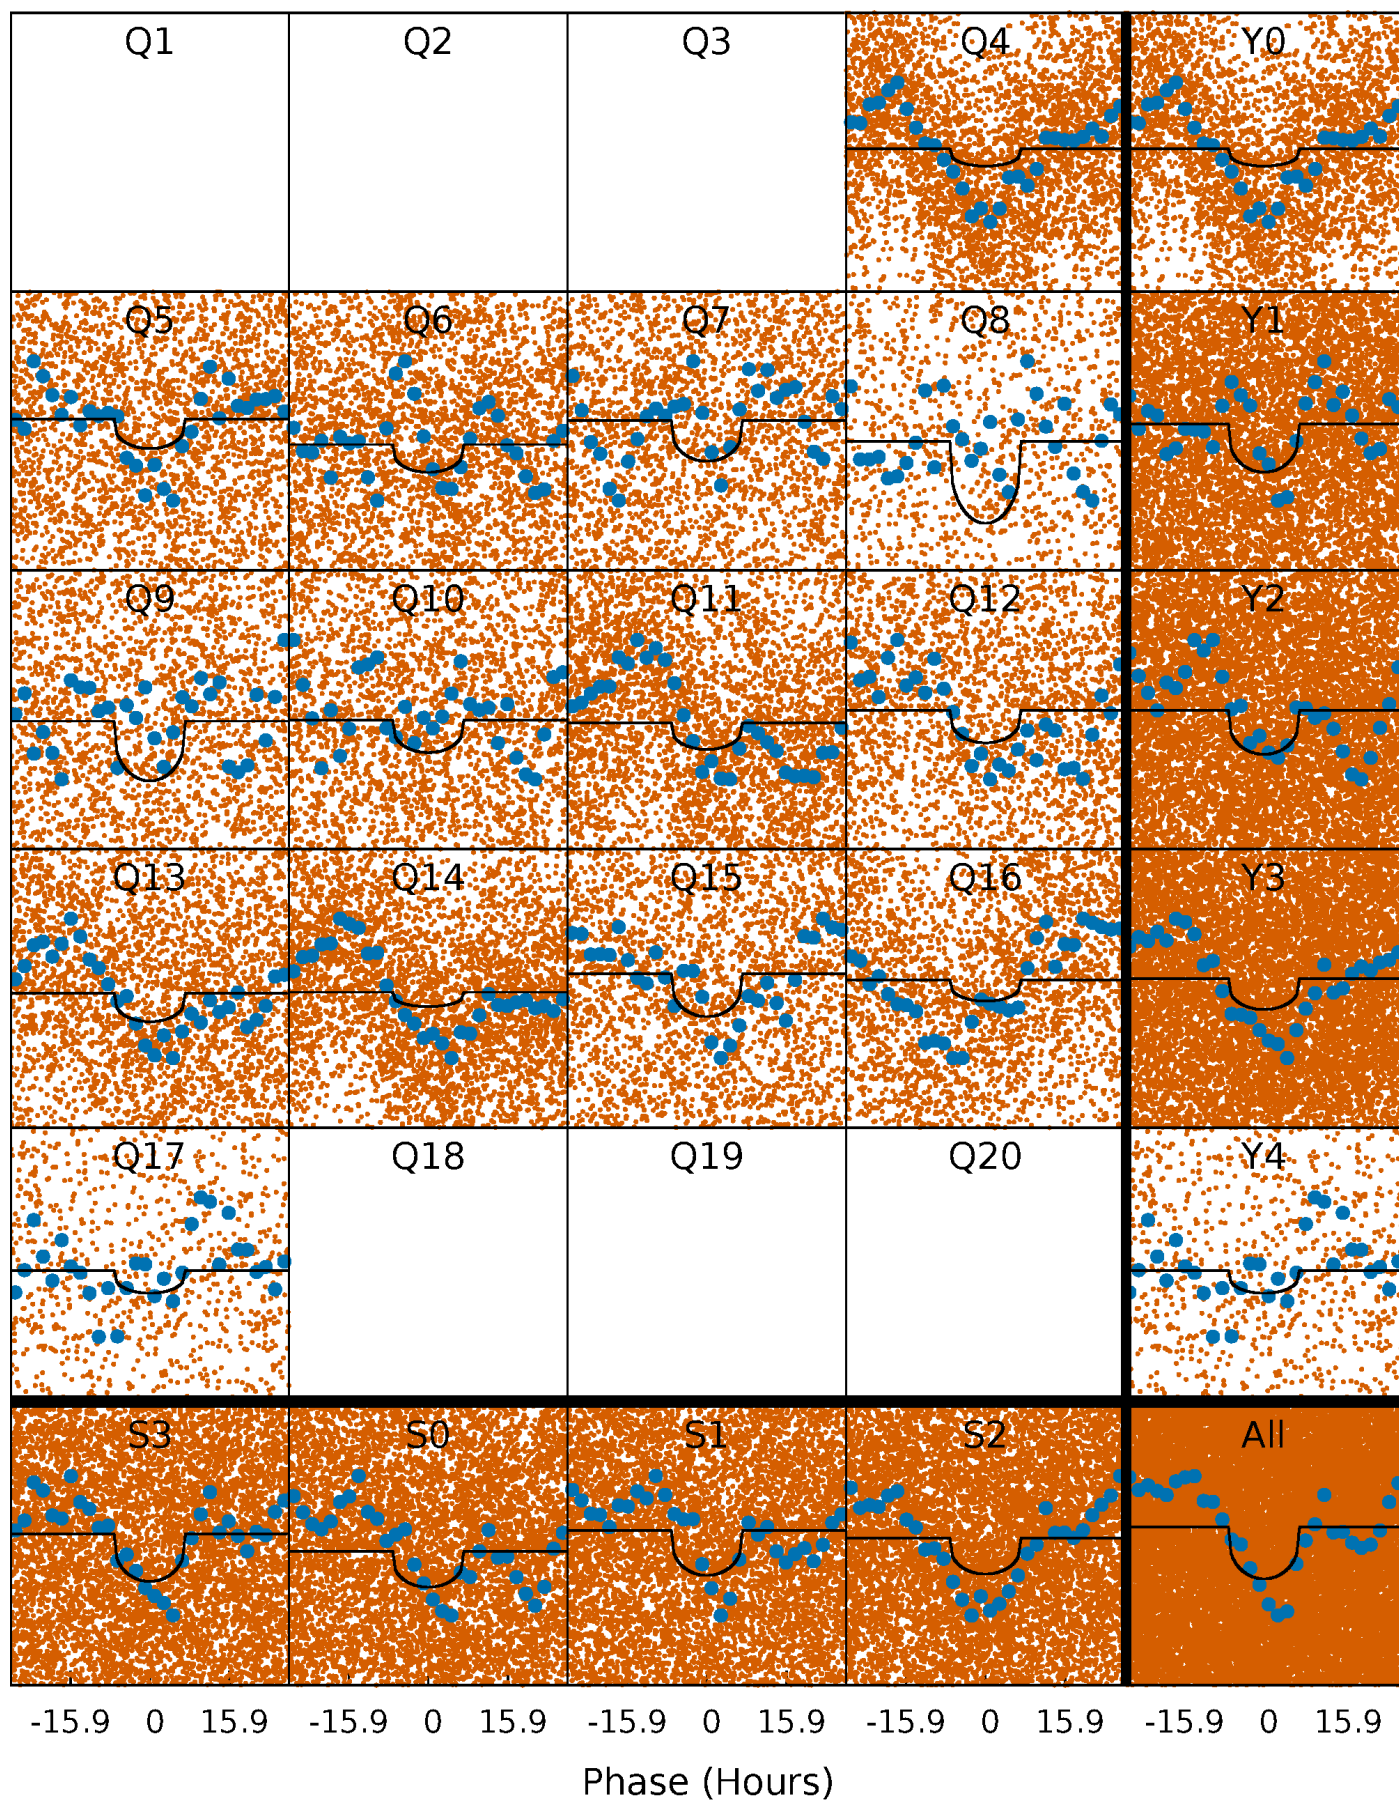 Q1 Q2 Q3 Q4 Y0
Q5 Q6 Q7 Q8 Y1
Q9 Q10 Q11 Q12 Y2
Q13 Q14 Q15 Q16 Y3
Q17 Q18 Q19 Q20 Y4
S3 S0 S1 S2 All
-15.9 0 15.9 -15.9 0 15.9 -15.9 0 15.9 -15.9 0 15.9 -15.9 0 15.9
Phase (Hours)